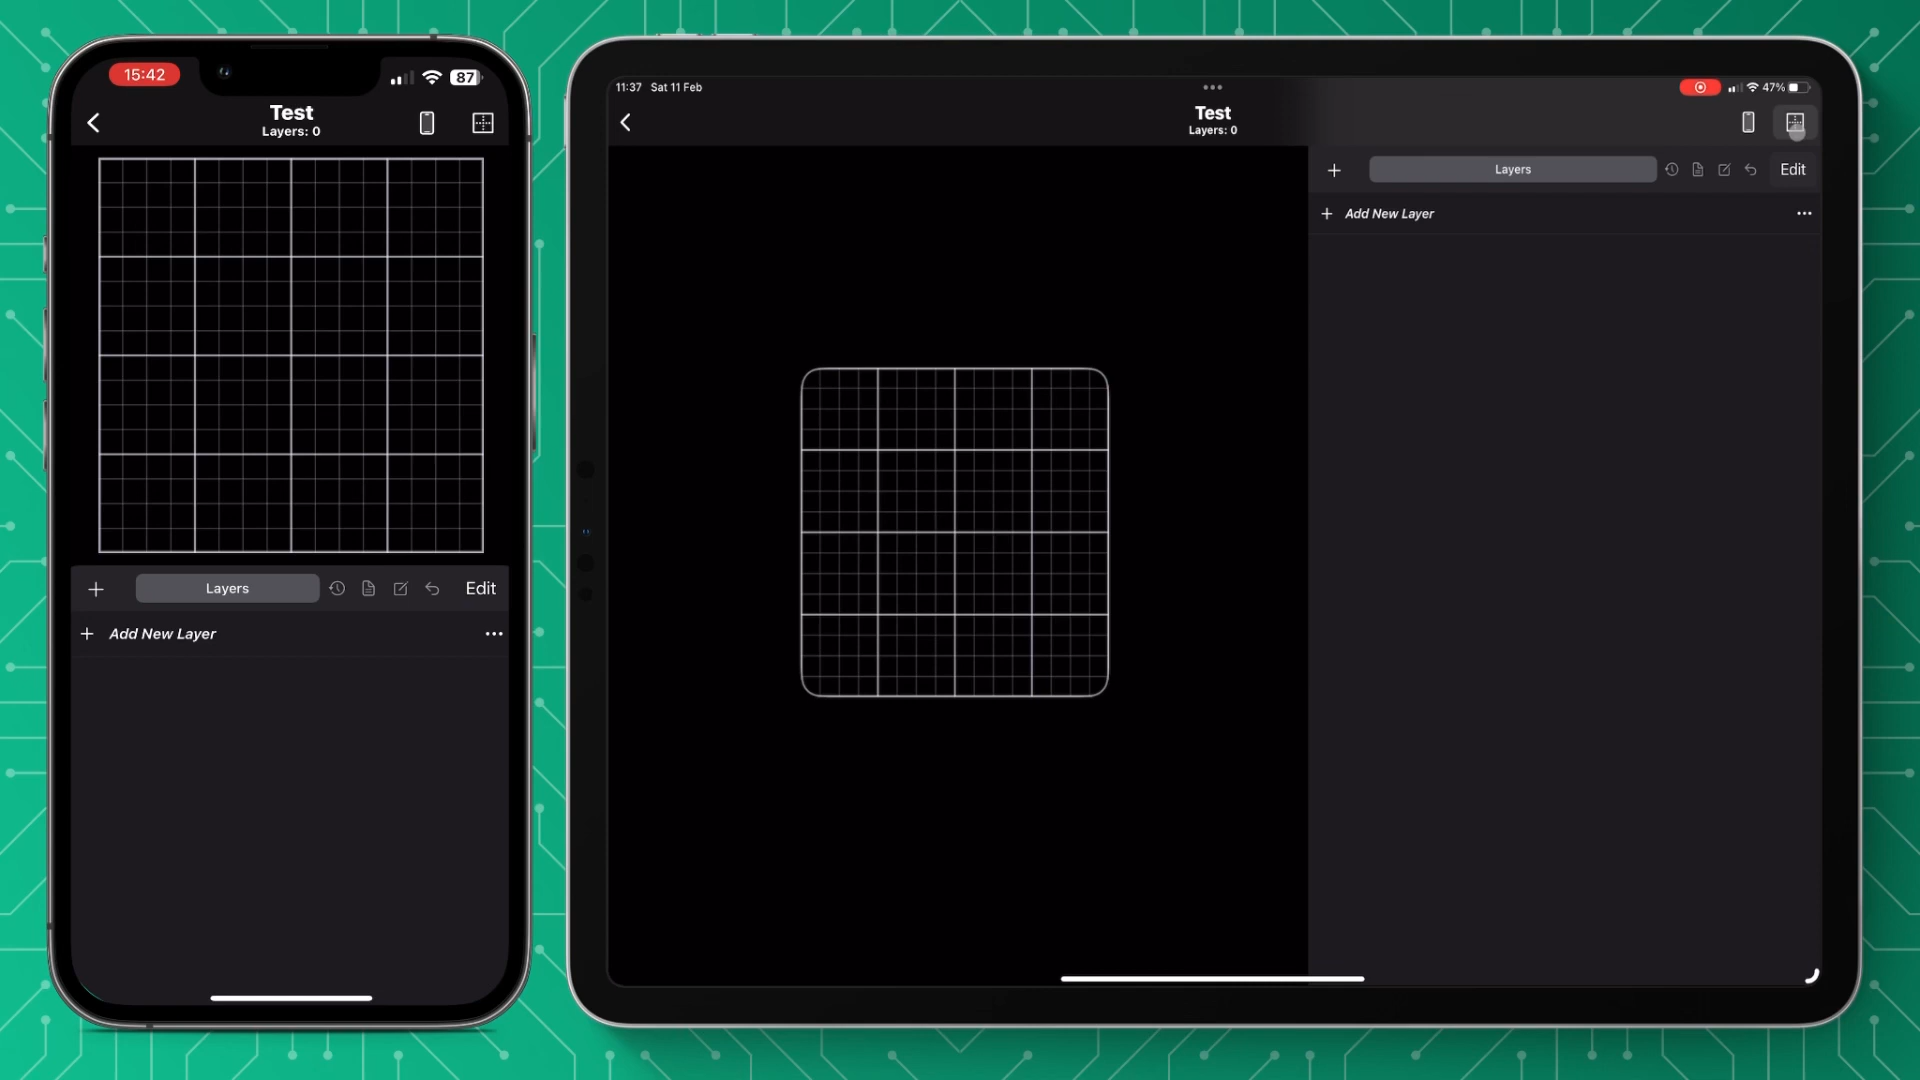 15:42
87
Test
Layers: 0
Layers
Edit
Add New Layer
11:37 Sat 11 Feb
47%
Test
Layers: 0
Layers
Edit
Add New Layer